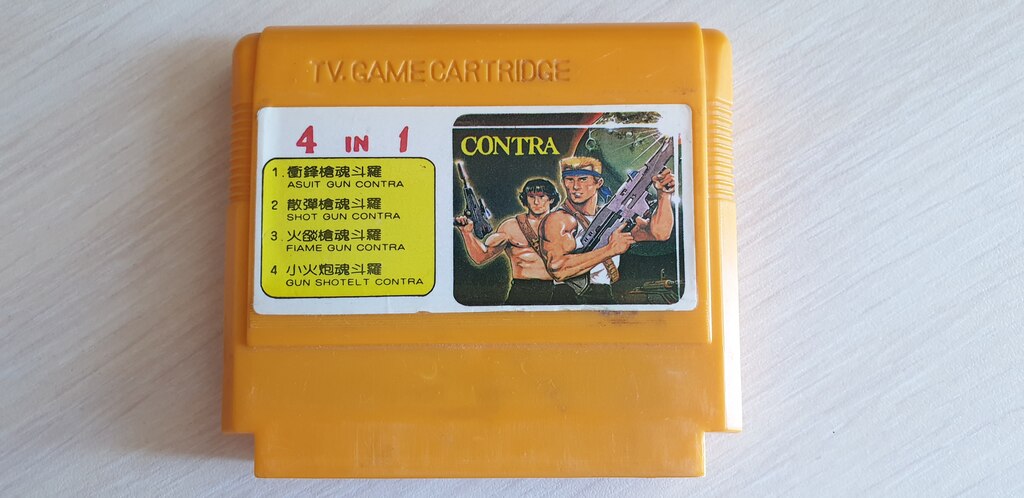 TV. GAME CARTRIDGE
4 IN 1
1. 衝鋒槍魂斗羅
ASUIT GUN CONTRA
2 散彈槍魂斗羅
SHOT GUN CONTRA
3. 火燄槍魂斗羅
FIAME GUN CONTRA
4 小火炮魂斗羅
GUN SHOTELT CONTRA
CONTRA